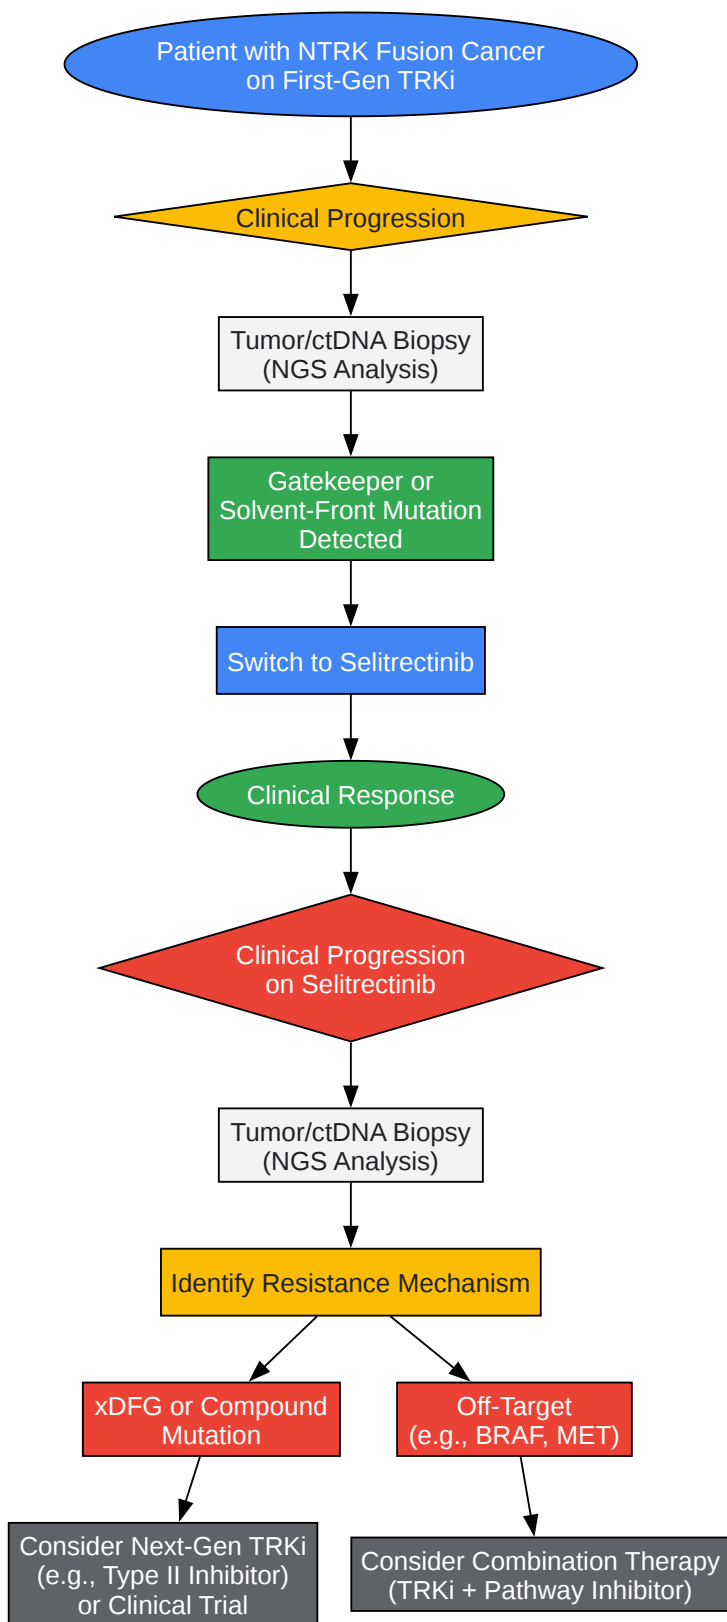 Patient with NTRK Fusion Cancer
on First-Gen TRKi
Clinical Progression
Tumor/ctDNA Biopsy
(NGS Analysis)
Gatekeeper or
Solvent-Front Mutation
Detected
Switch to Selitrectinib
Clinical Response
Clinical Progression
on Selitrectinib
Tumor/ctDNA Biopsy
(NGS Analysis)
Identify Resistance Mechanism
xDFG or Compound
Mutation
Off-Target
(e.g., BRAF, MET)
Consider Next-Gen TRKi
(e.g., Type II Inhibitor)
or Clinical Trial
Consider Combination Therapy
(TRKi + Pathway Inhibitor)